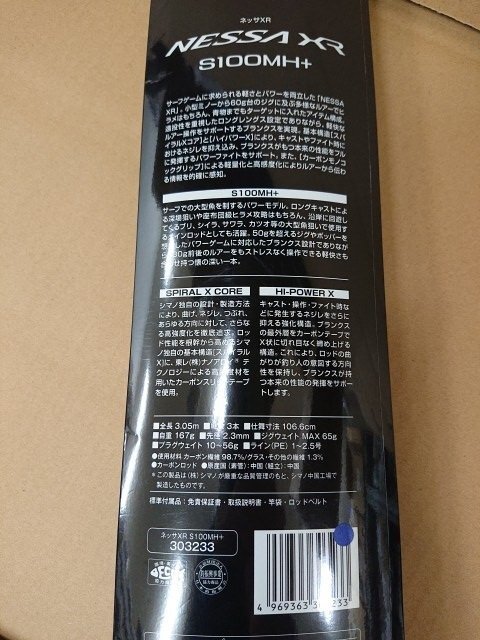 ネッサXR
NESSA XR
S100MH+
サーフゲームに求められる軽さとパワーを両立した「NESSA
XR」。小型ミノーから60g台のジグに及ぶ多様なルアーでヒ
ラメはもちろん、青物までもターゲットに入れたアイテム構成。
遠投性を重視したロングレングス設定でありながら、軽快な
ルアー操作をサポートするブランクスを実現。基本構造[スパ
イラルXコア]と[ハイパワーX]により、キャストやファイト時に
おけるネジレを抑え込み、ブランクスがもつ本来の性能をフル
に発揮するパワーファイトをサポート。また、[カーボンモノコ
ックグリップ]による軽量化と高感度化によりルアーから伝わ
る情報を的確に感知。
S100MH+
サーフでの大型魚を制するパワーモデル。ロングキャストによ
る深場狙いや座布団級ヒラメ攻略はもちろん、沿岸に回遊し
てくるブリ、シイラ、サワラ、カツオ等の大型魚狙いで使用す
るメインロッドとしても活躍。50gを超えるジグやポッパーを
想 したパワーゲームに対応したブランクス設計でありなが
30g前後のルアーもストレスなく操作できる軽快さも
合わせ持つ懐の深い一本。
SPIRAL X CORE
シマノ独自の設計・製造方法
により、曲げ、ネジレ、つぶれ、
あらゆる方向に対して、さらな
る高強度化を徹底追求。ロッ
ド性能を根幹から高めるシマ
ノ独自の基本構造[スパイラル
X]に、東レ(株)ナノアロイ®テ
クノロジーによる高 度材を
用いたカーボンスリットテープ
を使用。
HI-POWER X
キャスト・操作・ファイト時な
どに発生するネジレをさらに
抑える強化構造。ブランクス
の最外層をカーボンテープで
X状に切れ目なく締め上げる
構造。これにより、ロッドの曲
がりが釣り人の意図する方向
性を保持し、ブランクスが持
つ本来の性能の発揮をサポー
トします。
■全長 3.05m ■ 3本 ■仕舞寸法 106.6cm
■自重 167g ■先径 2.3mm ■ジグウェイト MAX 65g
■プラグウェイト 10~56g ■ライン(PE) 1~2.5号
●使用材料 カーボン繊維 98.7%/グラス・その他の繊維 1.3%
●カーボンロッド ●原産国(素管):中国(組立):中国
＊この製品は(株)シマノが厳重な品質管理のもと、シマノ中国工場で
製造したものです。
標準付属品：免責保証書・取扱説明書・竿袋・ロッドベルト
ネッサXR S100MH+
303233
4 969363 3 233